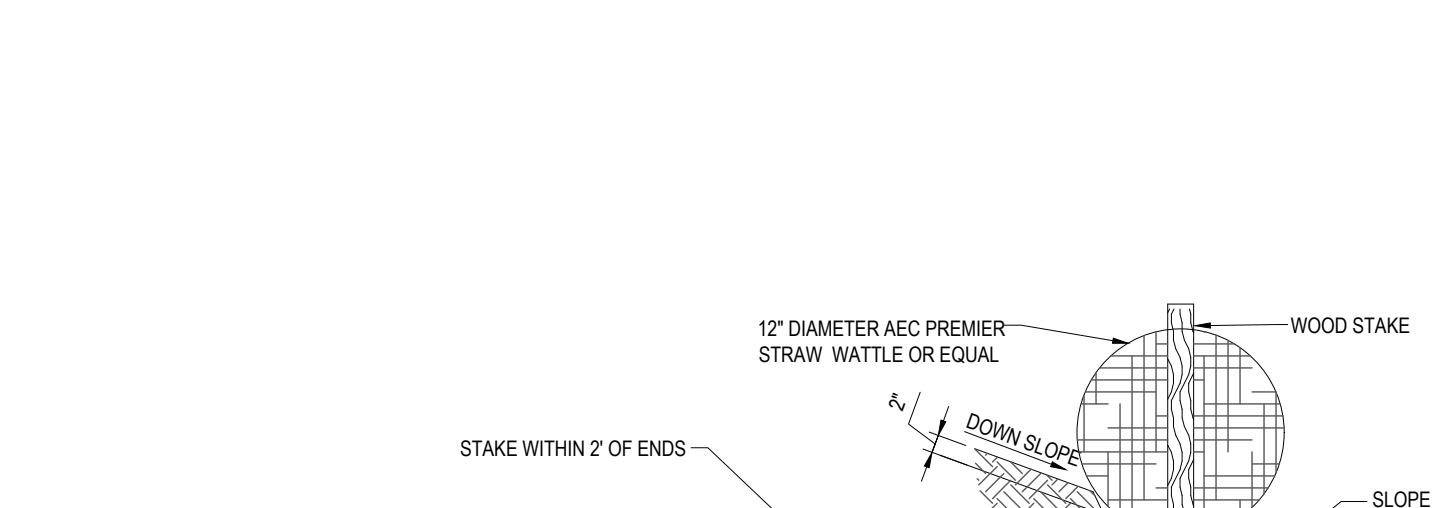 12" DIAMETER AEC PREMIER
STRAW WATTLE OR EQUAL
WOOD STAKE
2"
DOWN SLOPE
STAKE WITHIN 2' OF ENDS
SLOPE